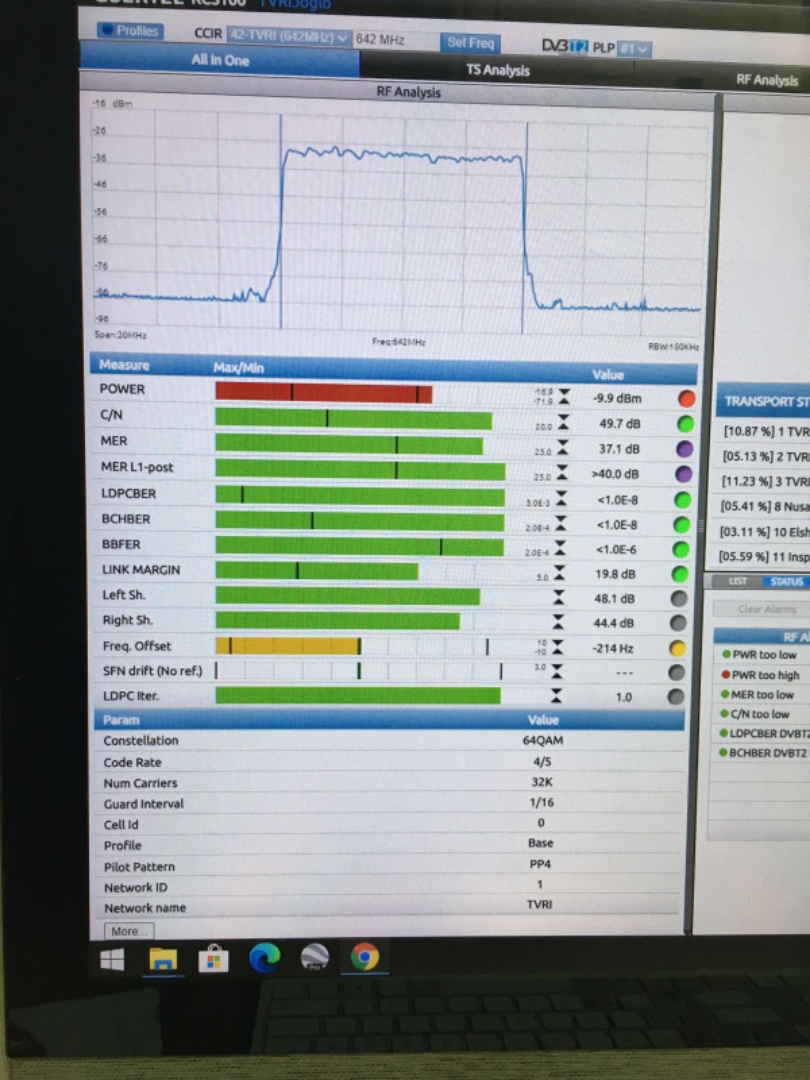 RCS100 TVRIJoglo
Profiles CCIR 42-TVRI (642MHz) 642 MHz Set Freq DVB T2 PLP #1
All In One TS Analysis RF Analysis
RF Analysis
-16 dBm
-26
-36
-46
-56
-66
-76
-86
-96
Span:20MHz Freq:642MHz RBW:180KHz
Measure Max/Min Value
POWER -16.9 -71.9 -9.9 dBm
C/N 20.0 49.7 dB
MER 25.0 37.1 dB
MER L1-post 25.0 >40.0 dB
LDPCBER 5.0E-3 <1.0E-8
BCHBER 2.0E-4 <1.0E-8
BBFER 2.0E-4 <1.0E-6
LINK MARGIN 5.0 19.8 dB
Left Sh. 48.1 dB
Right Sh. 44.4 dB
Freq. Offset 10 -10 -214 Hz
SFN drift (No ref.) 3.0 ---
LDPC Iter. 1.0
Param Value
Constellation 64QAM
Code Rate 4/5
Num Carriers 32K
Guard Interval 1/16
Cell Id 0
Profile Base
Pilot Pattern PP4
Network ID 1
Network name TVRI
More...
TRANSPORT ST
[10.87 %] 1 TVR
[05.13 %] 2 TVRI
[11.23 %] 3 TVRI
[05.41 %] 8 Nusa
[03.11 %] 10 Elsh
[05.59 %] 11 Insp
LIST STATUS
Clear Alarms
RF Al
PWR too low
PWR too high
MER too low
C/N too low
LDPCBER DVBT2
BCHBER DVBT2
Pro